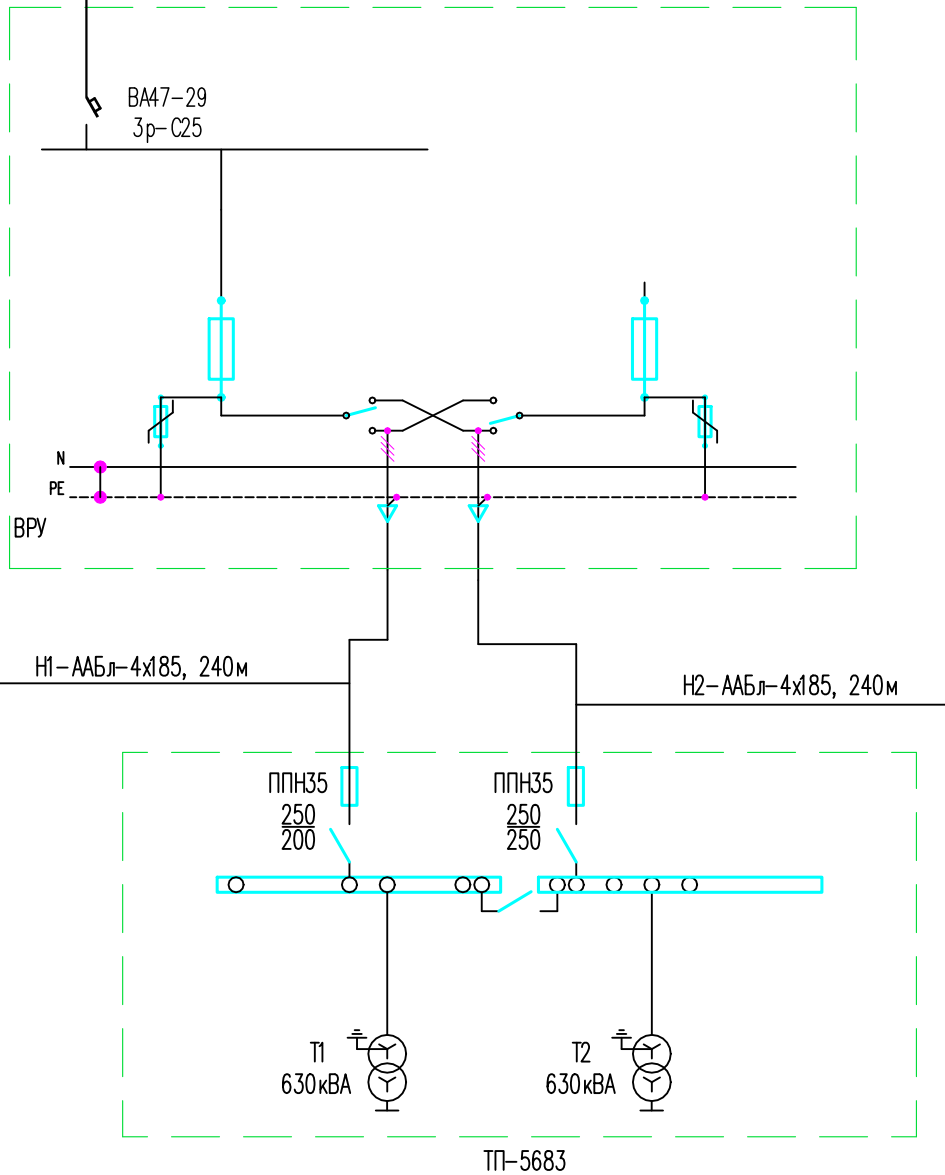 ВА47-29
3р-С25
N
PE
ВРУ
Н1-ААБл-4х185, 240м
Н2-ААБл-4х185, 240м
ППН35
250
200
ППН35
250
250
Т1
630кВА
Т2
630кВА
ТП-5683